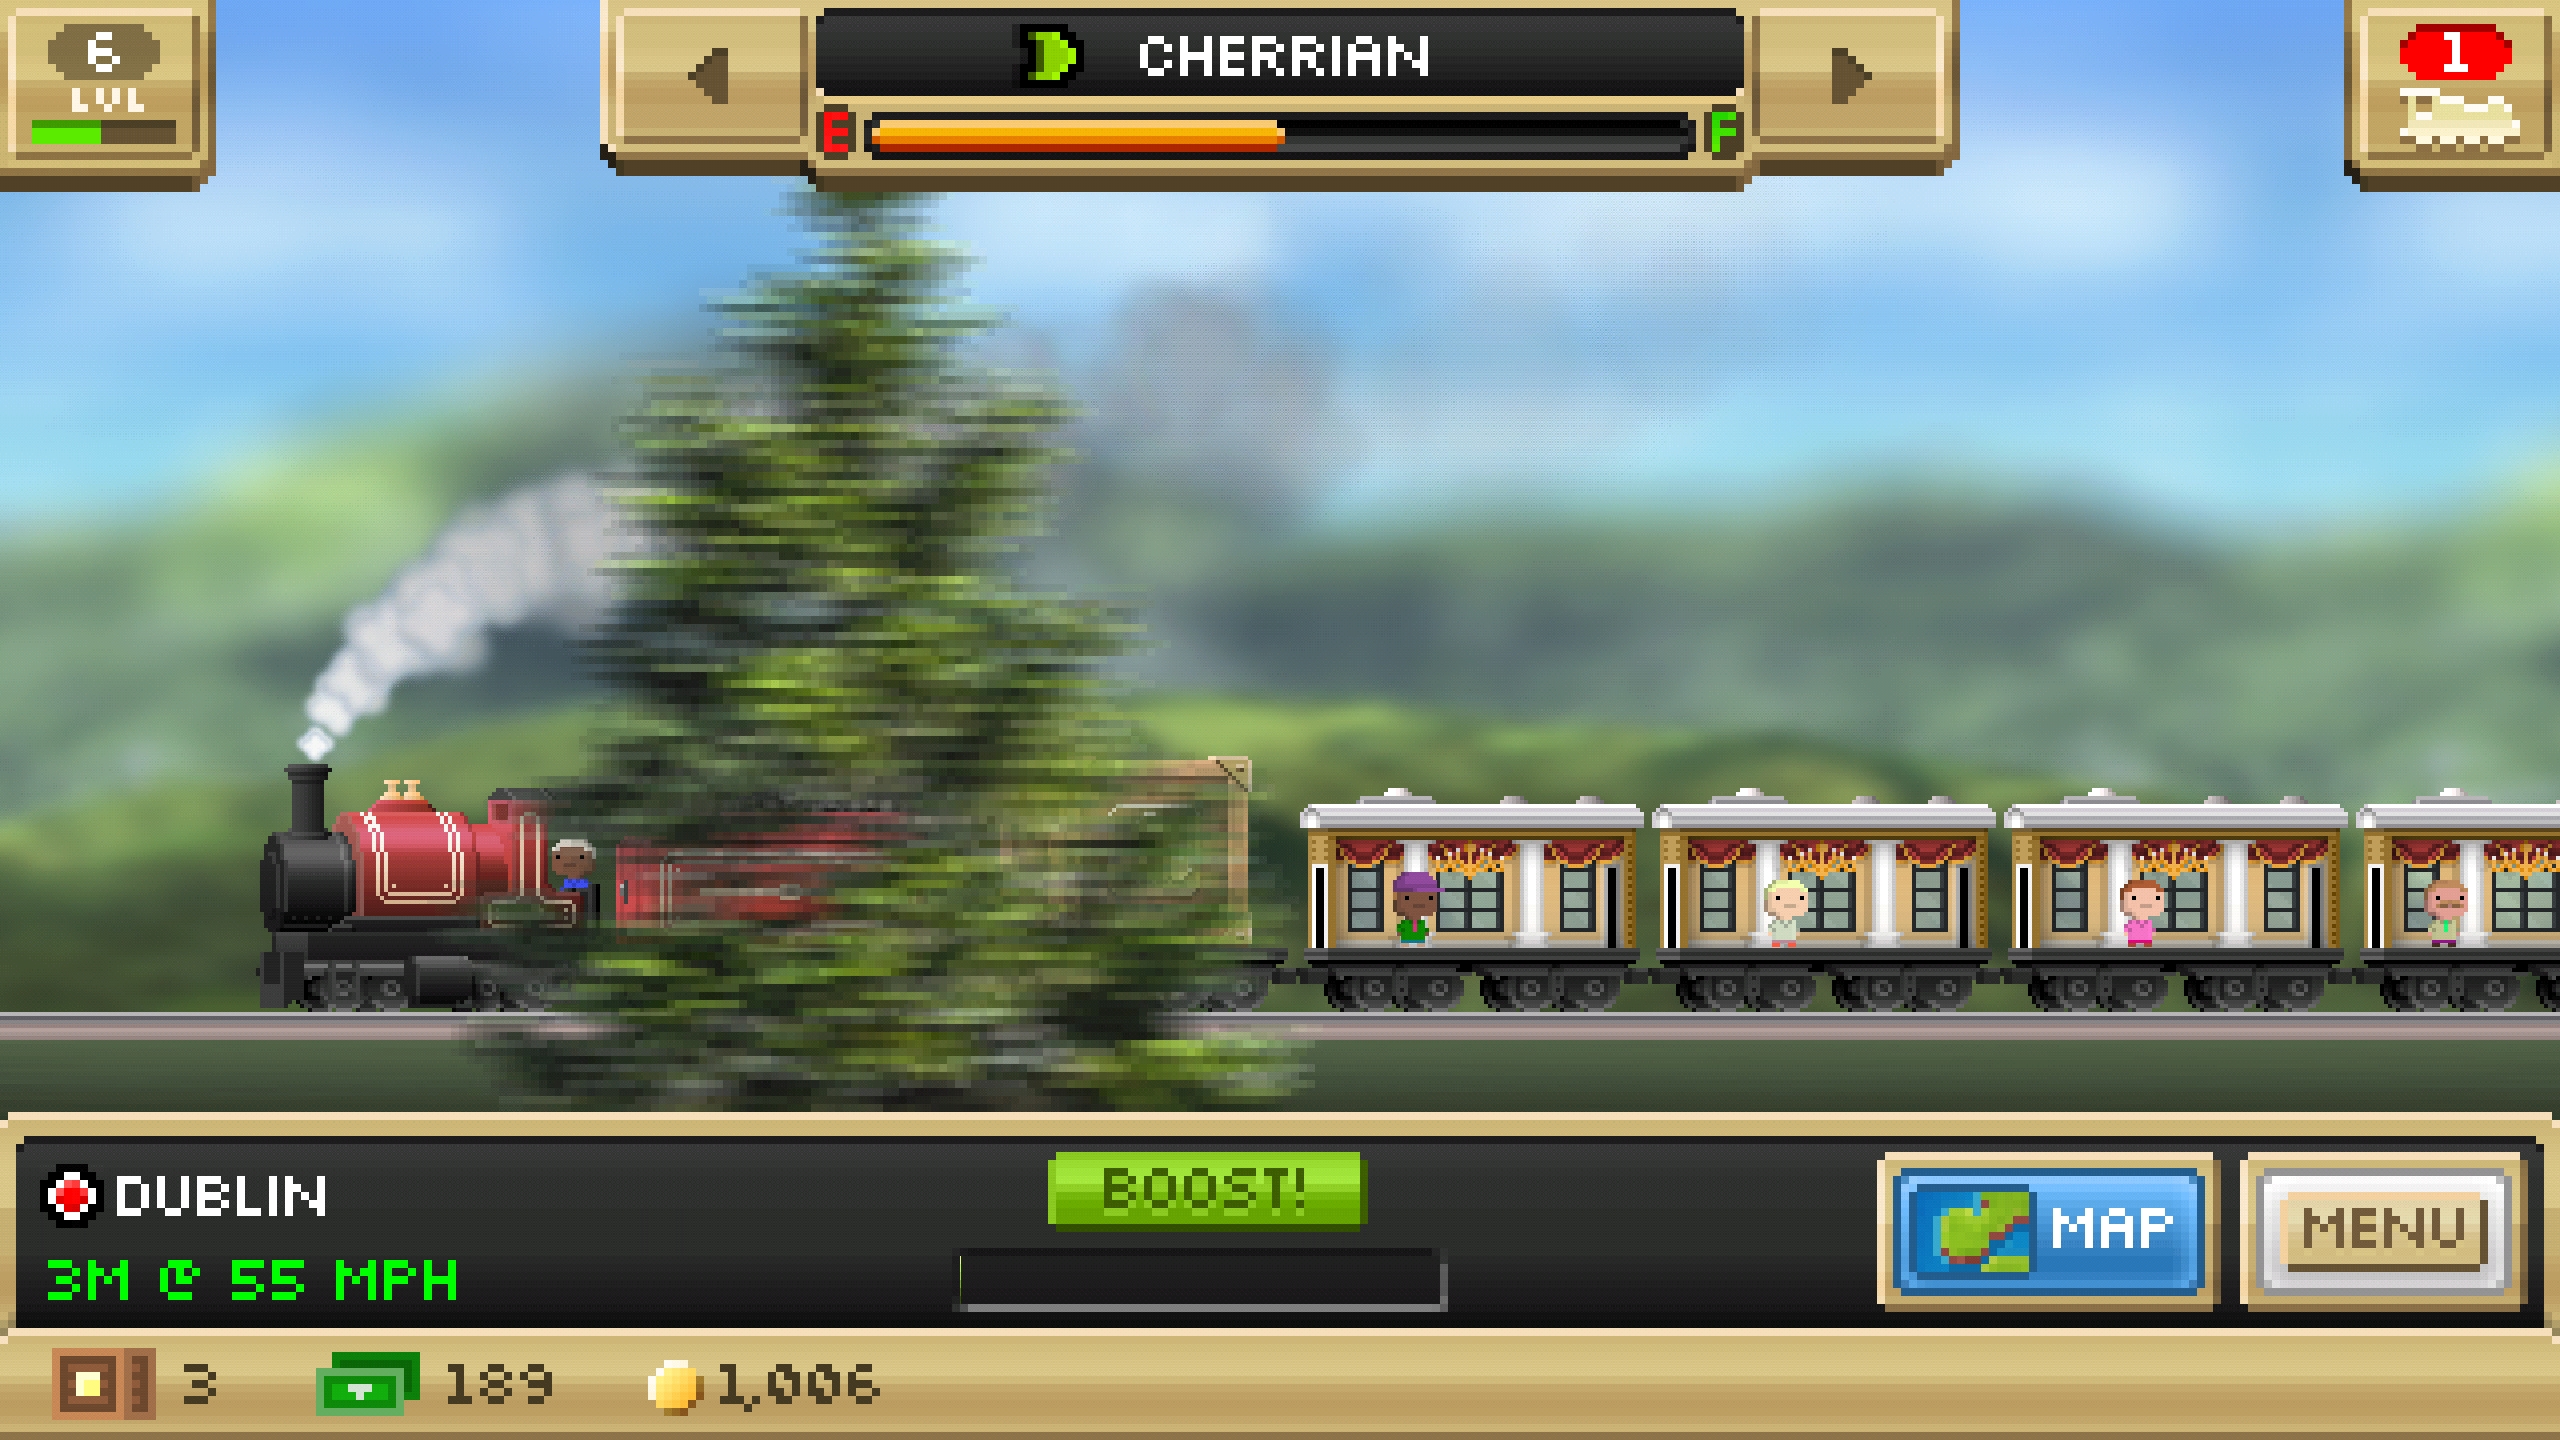 6
LVL
CHERRIAN
E F
1
DUBLIN
BOOST!
MAP
MENU
3M @ 55 MPH
3 189 1,006